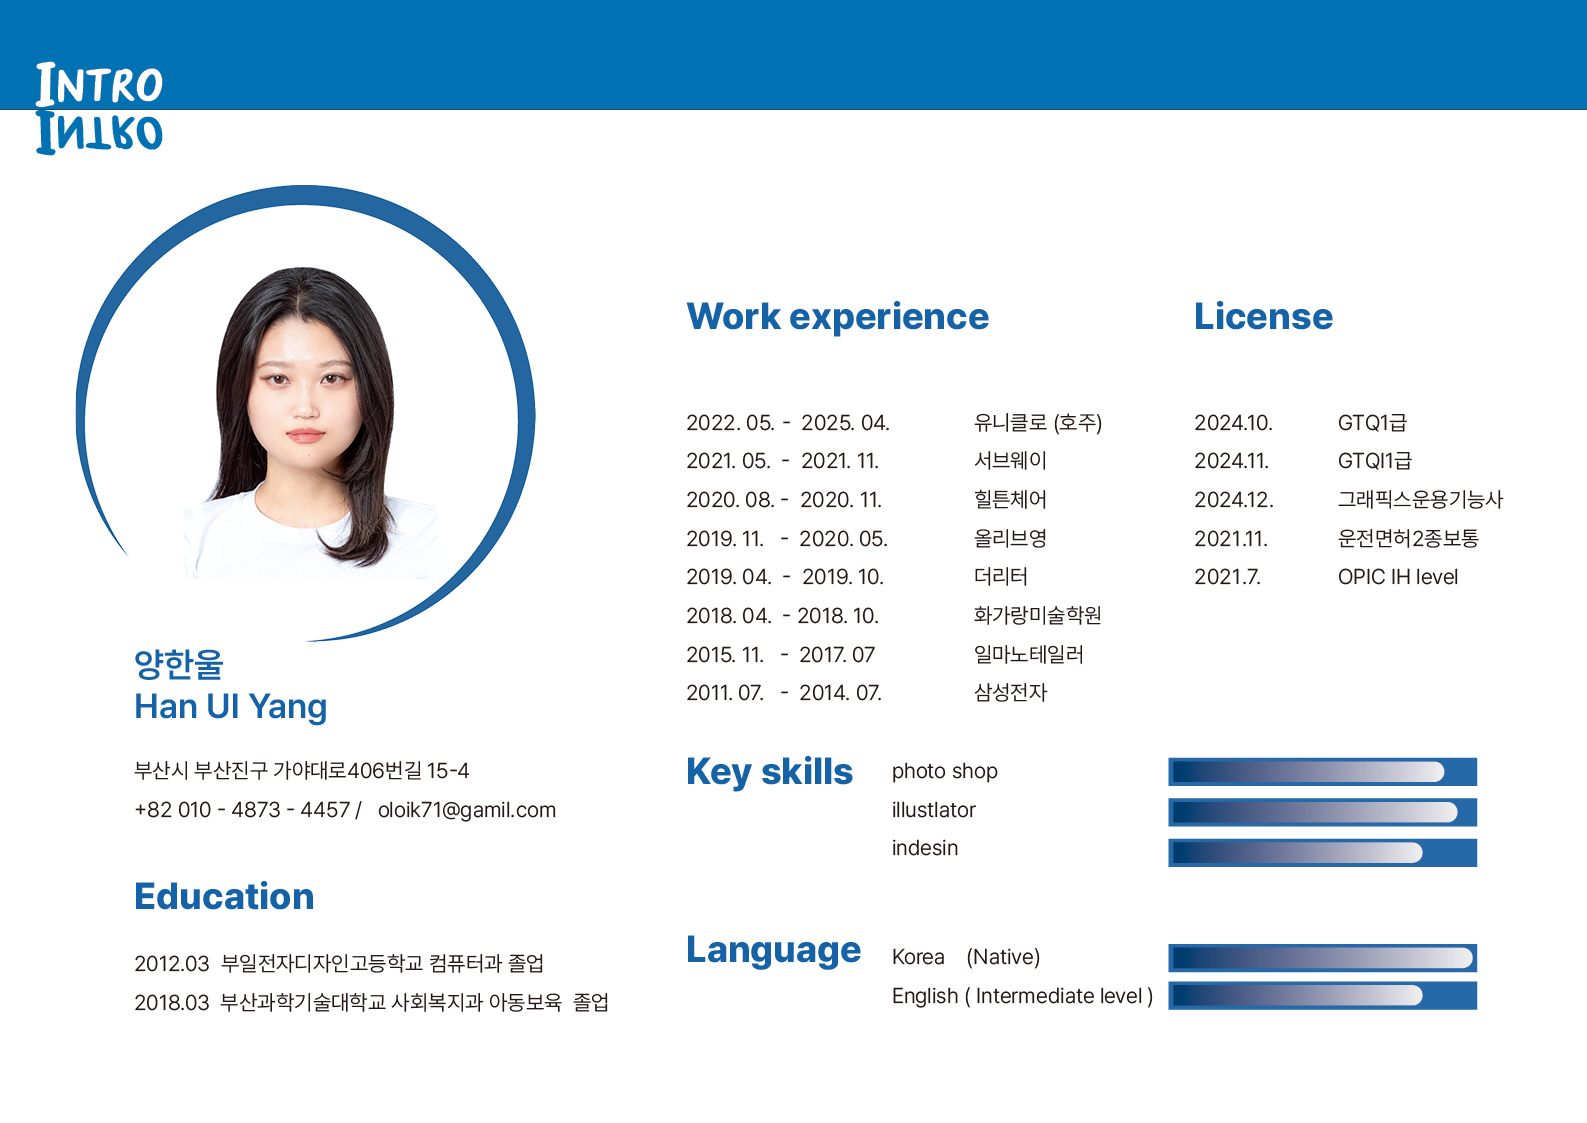 INTRO
INTRO
양한울
Han Ul Yang
부산시 부산진구 가야대로406번길 15-4
+82 010 - 4873 - 4457 / oloik71@gamil.com
Education
2012.03 부일전자디자인고등학교 컴퓨터과 졸업
2018.03 부산과학기술대학교 사회복지과 아동보육 졸업
Work experience
2022. 05. - 2025. 04. 유니클로 (호주)
2021. 05. - 2021. 11. 서브웨이
2020. 08. - 2020. 11. 힐튼체어
2019. 11. - 2020. 05. 올리브영
2019. 04. - 2019. 10. 더리터
2018. 04. - 2018. 10. 화가랑미술학원
2015. 11. - 2017. 07 일마노테일러
2011. 07. - 2014. 07. 삼성전자
License
2024.10. GTQ1급
2024.11. GTQI1급
2024.12. 그래픽스운용기능사
2021.11. 운전면허2종보통
2021.7. OPIC IH level
Key skills
photo shop
illustlator
indesin
Language
Korea (Native)
English ( Intermediate level )